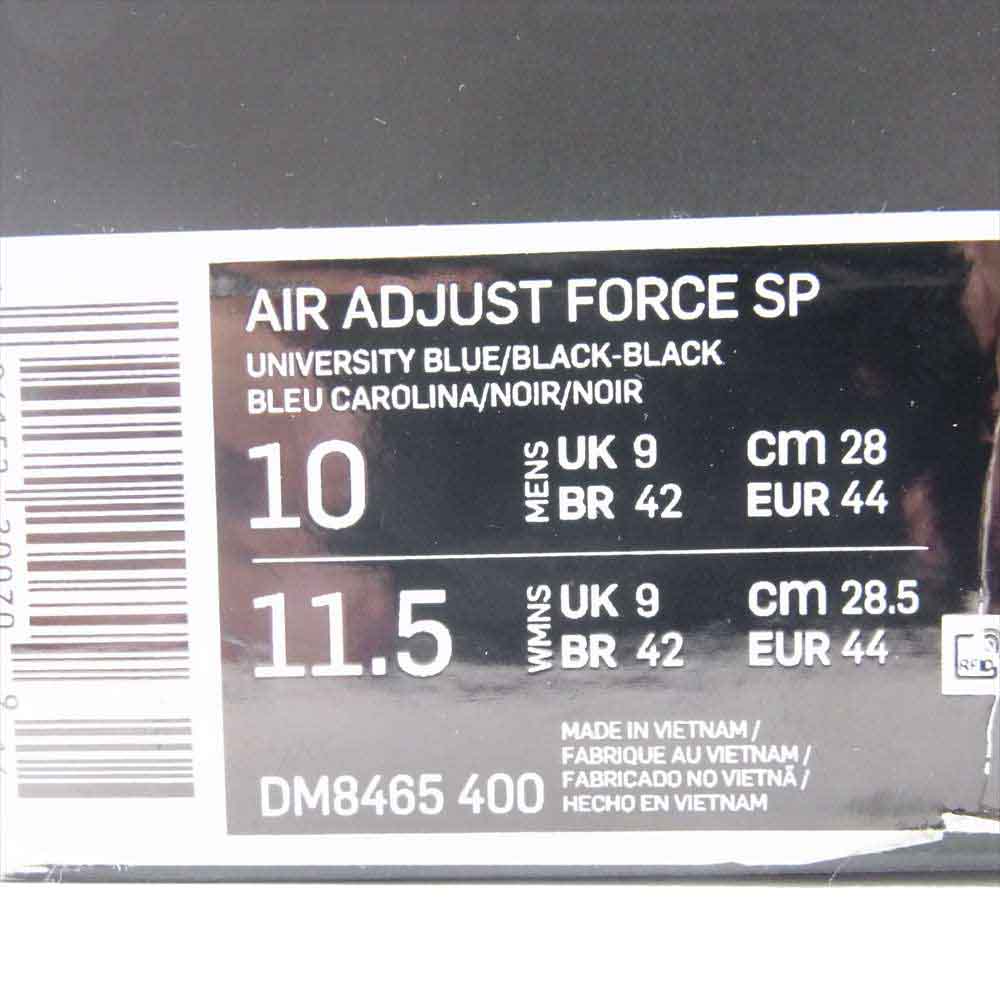 AIR ADJUST FORCE SP
UNIVERSITY BLUE/BLACK-BLACK
BLEU CAROLINA/NOIR/NOIR
10
MENS
UK 9
cm 28
BR 42
EUR 44
11.5
WMNS
UK 9
cm 28.5
BR 42
EUR 44
RFID
DM8465 400
MADE IN VIETNAM /
FABRIQUE AU VIETNAM /
FABRICADO NO VIETNÃ /
HECHO EN VIETNAM